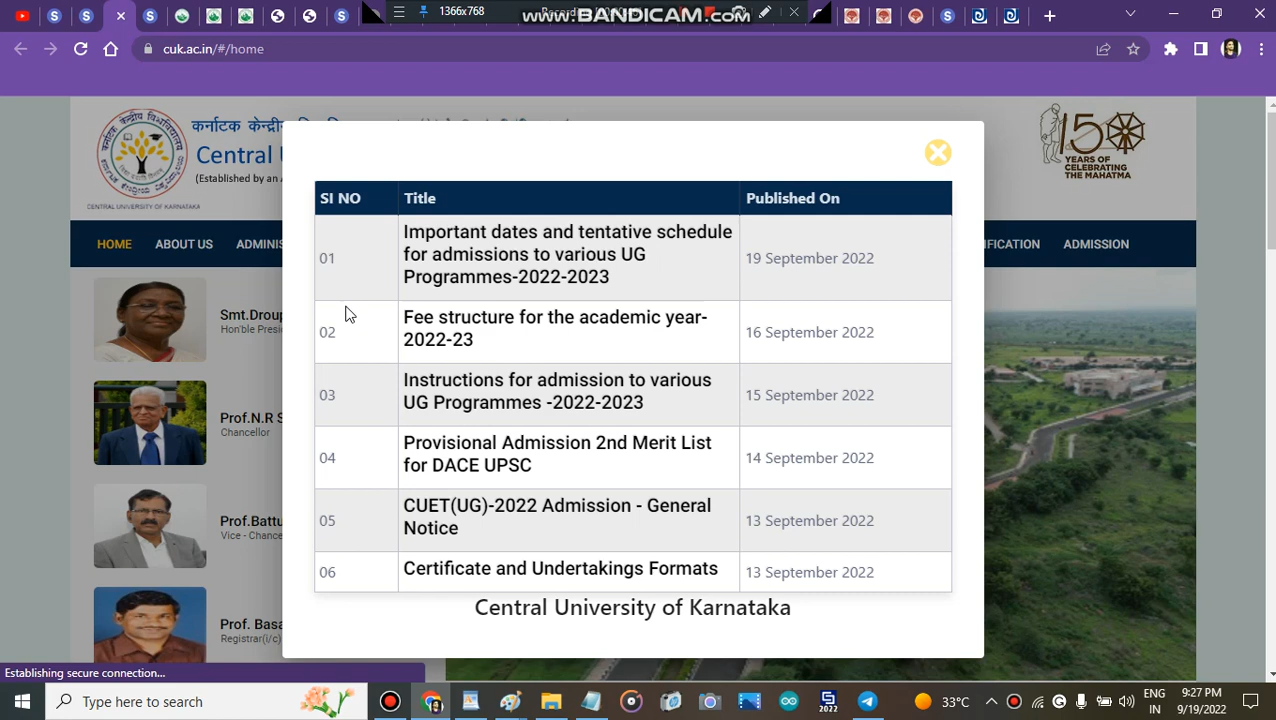 1366x768
www.BANDICAM.com
cuk.ac.in/#/home
कर्नाटक केन्द्रीय विश्वविद्यालय
Central U
(Established by an A
CENTRAL UNIVERSITY OF KARNATAKA
150
YEARS OF
CELEBRATING
THE MAHATMA
HOME ABOUT US ADMINIS IFICATION ADMISSION
SI NO Title Published On
01 Important dates and tentative schedule for admissions to various UG Programmes-2022-2023 19 September 2022
02 Fee structure for the academic year-2022-23 16 September 2022
03 Instructions for admission to various UG Programmes -2022-2023 15 September 2022
04 Provisional Admission 2nd Merit List for DACE UPSC 14 September 2022
05 CUET(UG)-2022 Admission - General Notice 13 September 2022
06 Certificate and Undertakings Formats 13 September 2022
Central University of Karnataka
Smt.Droup
Hon'ble Presi
Prof.N.R S
Chancellor
Prof.Battu
Vice - Chance
Prof. Basa
Registrar(i/c)
Establishing secure connection...
Type here to search
2022
33°C
ENG
IN
9:27 PM
9/19/2022